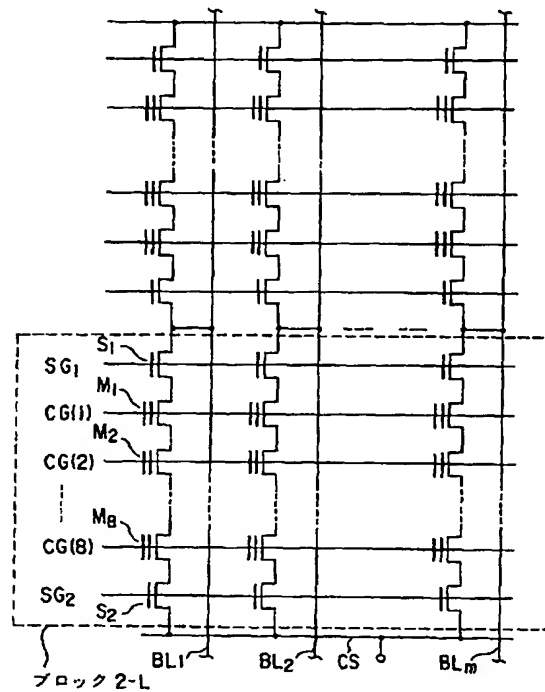 S1
SG1
M1
CG(1)
M2
CG(2)
M8
CG(8)
SG2
S2
BL1 BL2 CS BLm
ブロック 2-L